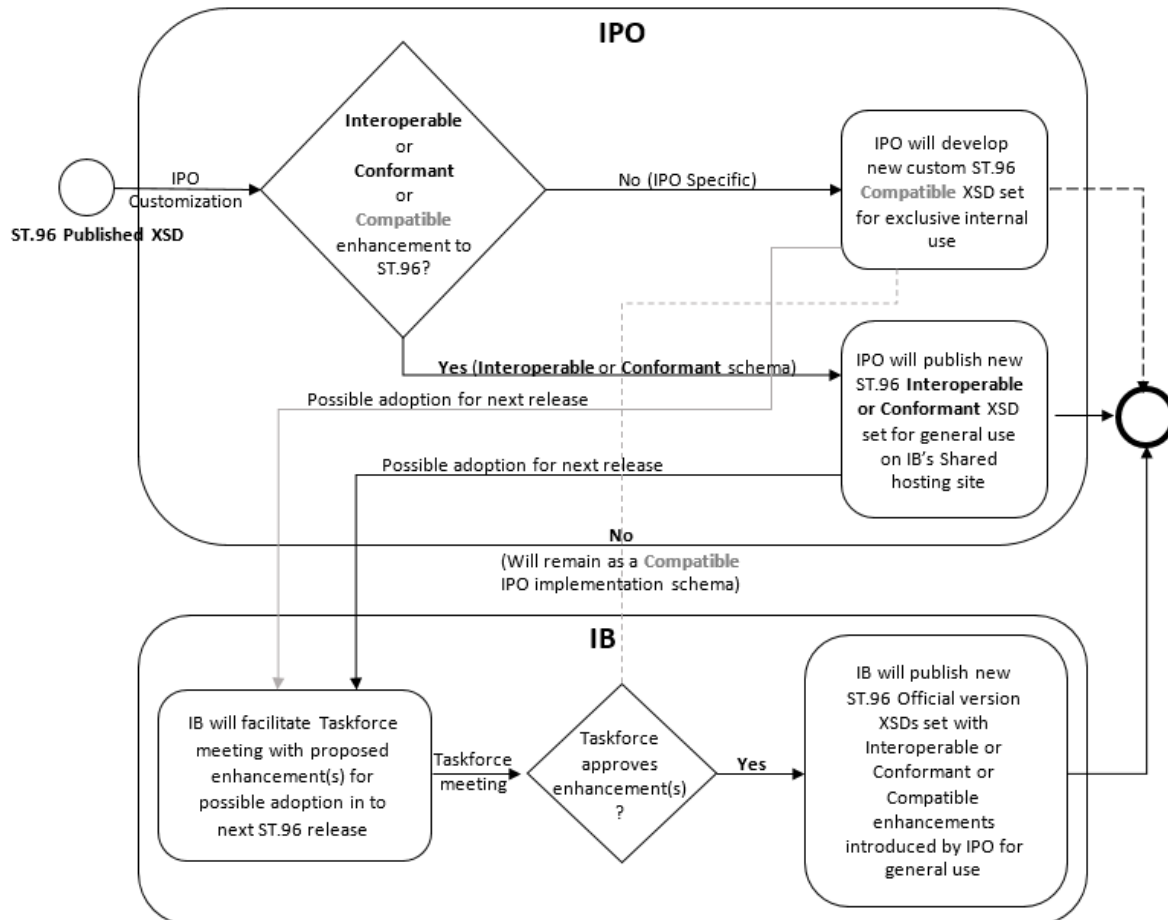 IPO
Interoperable
or
Conformant
or
Compatible
enhancement to
ST.96?
IPO
Customization
ST.96 Published XSD
No (IPO Specific)
IPO will develop
new custom ST.96
Compatible XSD set
for exclusive internal
use
Yes (Interoperable or Conformant schema)
IPO will publish new
ST.96 Interoperable
or Conformant XSD
set for general use
on IB's Shared
hosting site
Possible adoption for next release
Possible adoption for next release
No
(Will remain as a Compatible
IPO implementation schema)
IB
IB will facilitate Taskforce
meeting with proposed
enhancement(s) for
possible adoption in to
next ST.96 release
Taskforce
meeting
Taskforce
approves
enhancement(s)
?
Yes
IB will publish new
ST.96 Official version
XSDs set with
Interoperable or
Conformant or
Compatible
enhancements
introduced by IPO for
general use